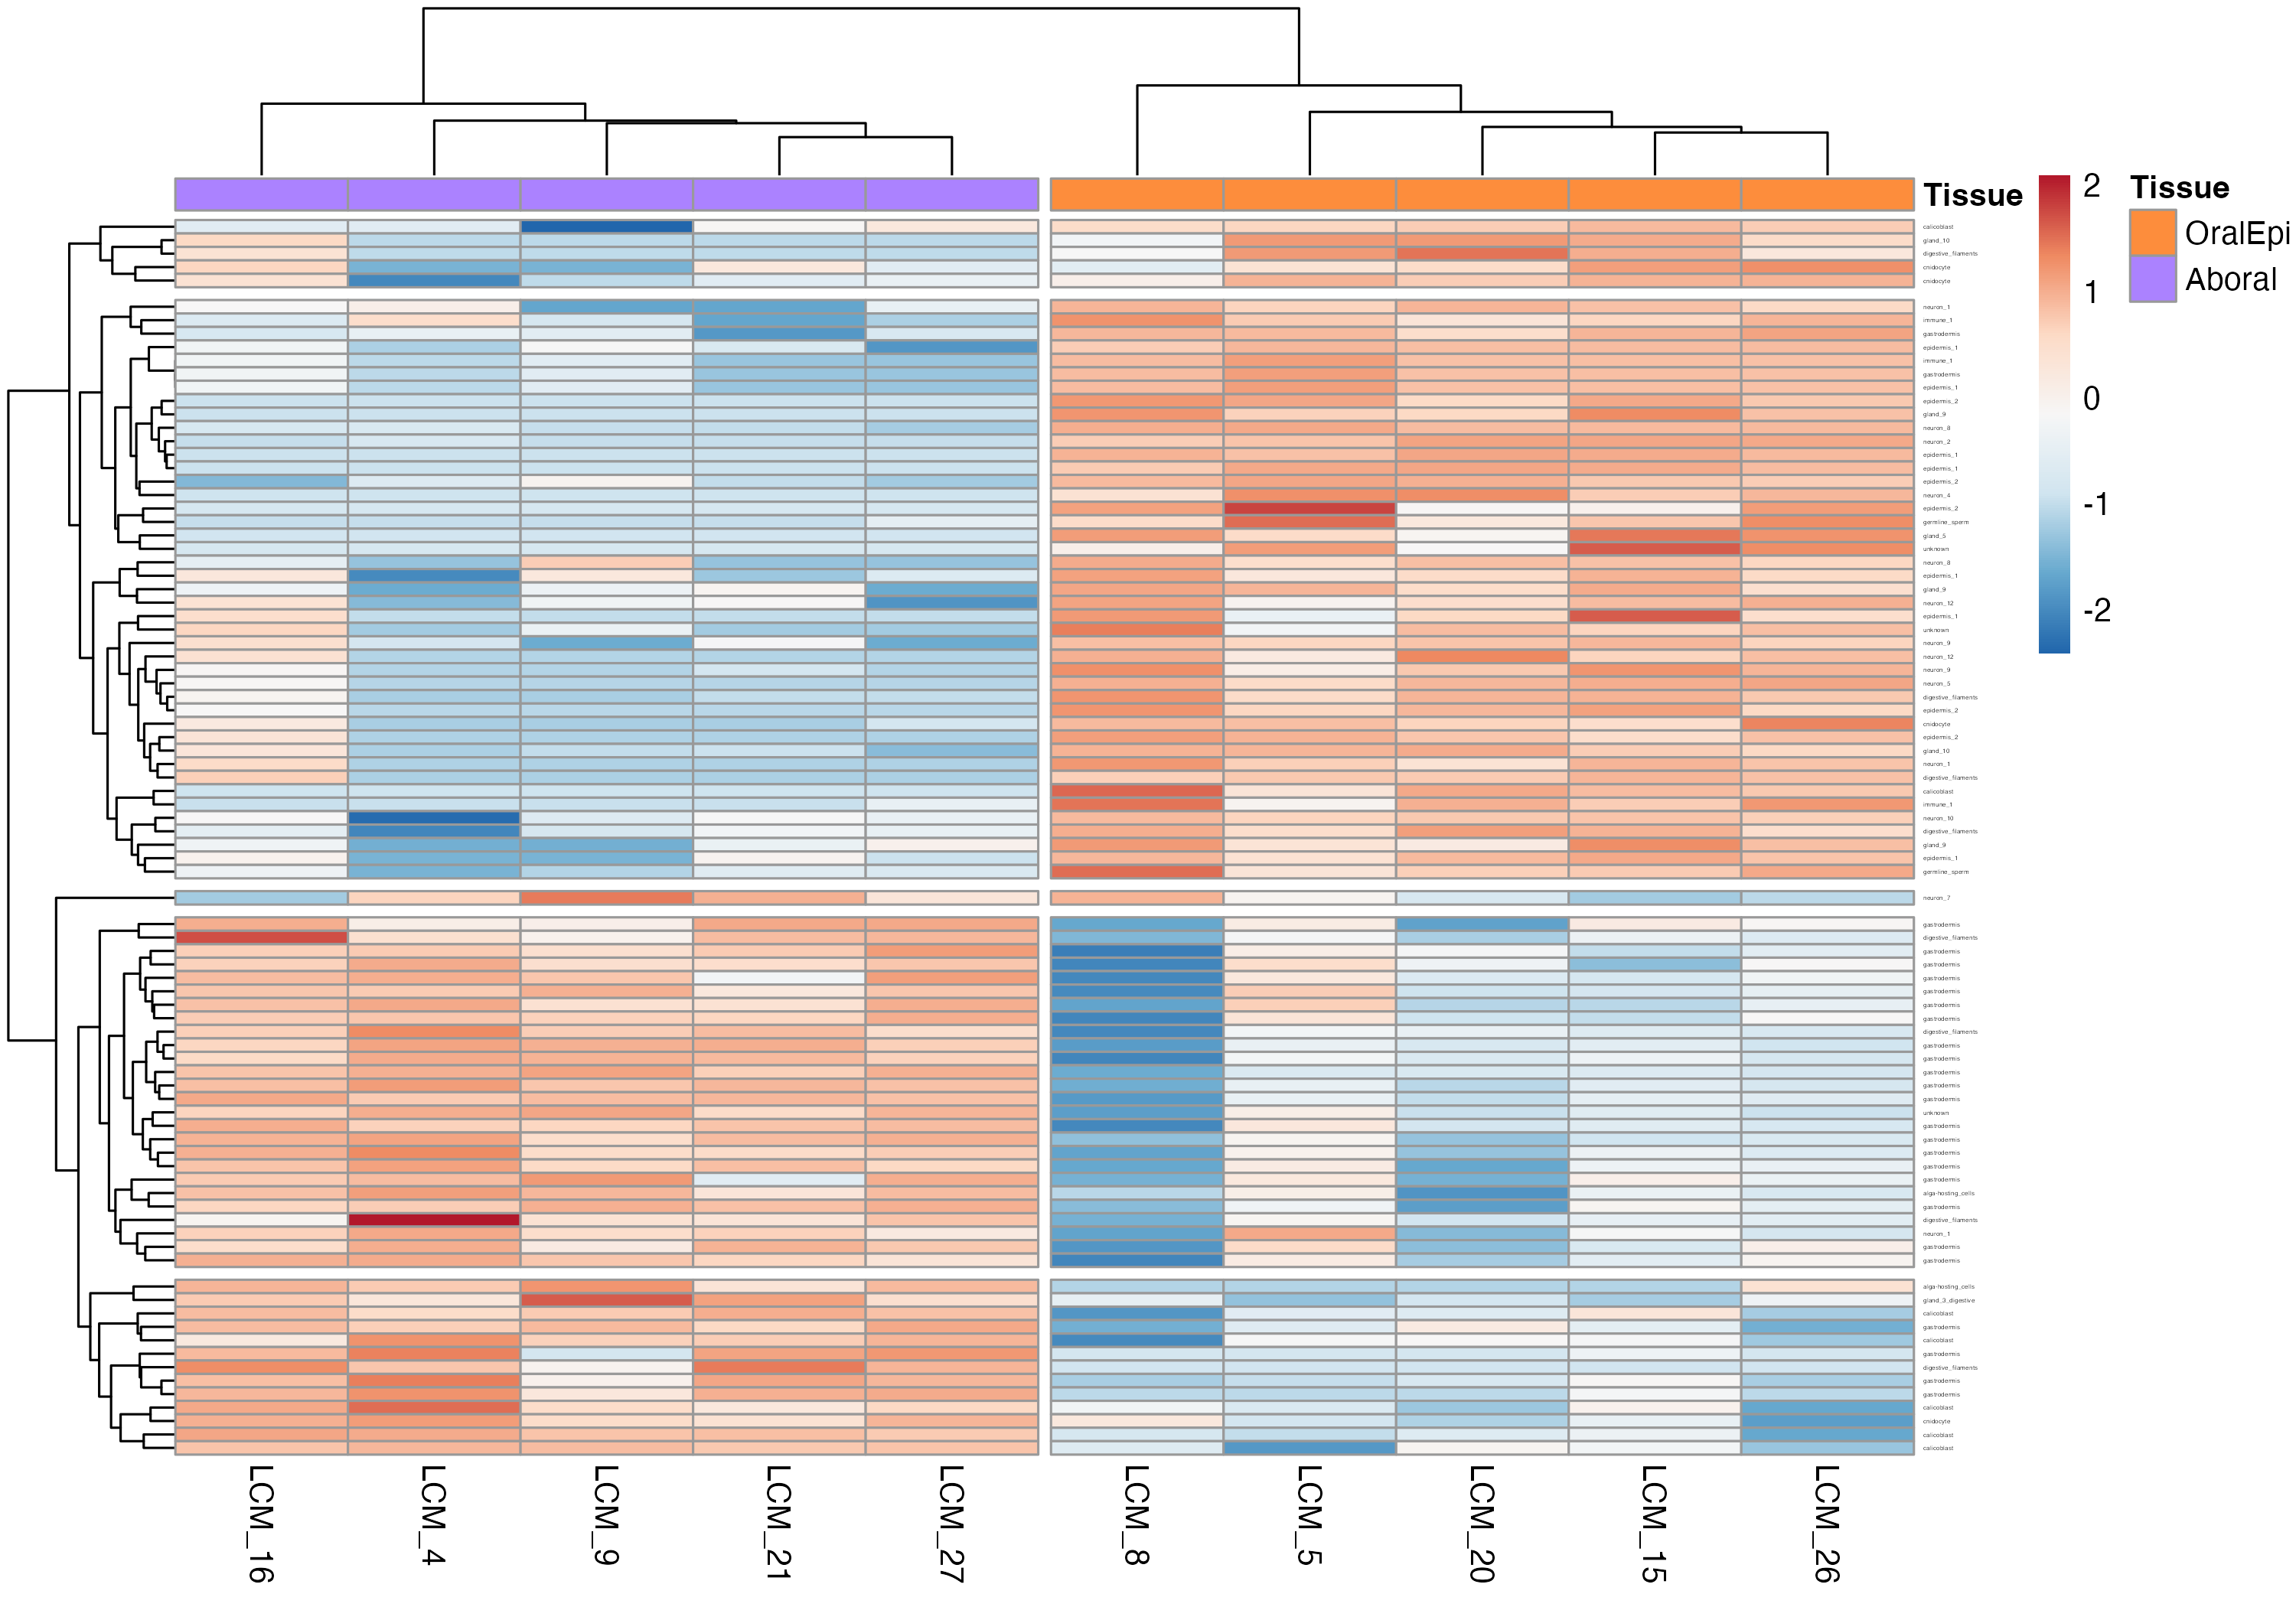 Tissue
2
1
0
-1
-2
Tissue
OralEpi
Aboral
calicoblast
gland_10
digestive_filaments
cnidocyte
cnidocyte
neuron_1
immune_1
gastrodermis
epidermis_1
immune_1
gastrodermis
epidermis_1
epidermis_2
gland_9
neuron_8
neuron_2
epidermis_1
epidermis_1
epidermis_2
neuron_4
epidermis_2
germline_sperm
gland_5
unknown
neuron_8
epidermis_1
gland_9
neuron_12
epidermis_1
unknown
neuron_9
neuron_12
neuron_9
neuron_5
digestive_filaments
epidermis_2
cnidocyte
epidermis_2
gland_10
neuron_1
digestive_filaments
calicoblast
immune_1
neuron_10
digestive_filaments
gland_9
epidermis_1
germline_sperm
neuron_7
gastrodermis
digestive_filaments
gastrodermis
gastrodermis
gastrodermis
gastrodermis
gastrodermis
gastrodermis
digestive_filaments
gastrodermis
gastrodermis
gastrodermis
gastrodermis
gastrodermis
unknown
gastrodermis
gastrodermis
gastrodermis
gastrodermis
gastrodermis
alga-hosting_cells
gastrodermis
digestive_filaments
neuron_1
gastrodermis
gastrodermis
alga-hosting_cells
gland_3_digestive
calicoblast
gastrodermis
calicoblast
gastrodermis
digestive_filaments
gastrodermis
gastrodermis
calicoblast
cnidocyte
calicoblast
calicoblast
LCM_16
LCM_4
LCM_9
LCM_21
LCM_27
LCM_8
LCM_5
LCM_20
LCM_15
LCM_26